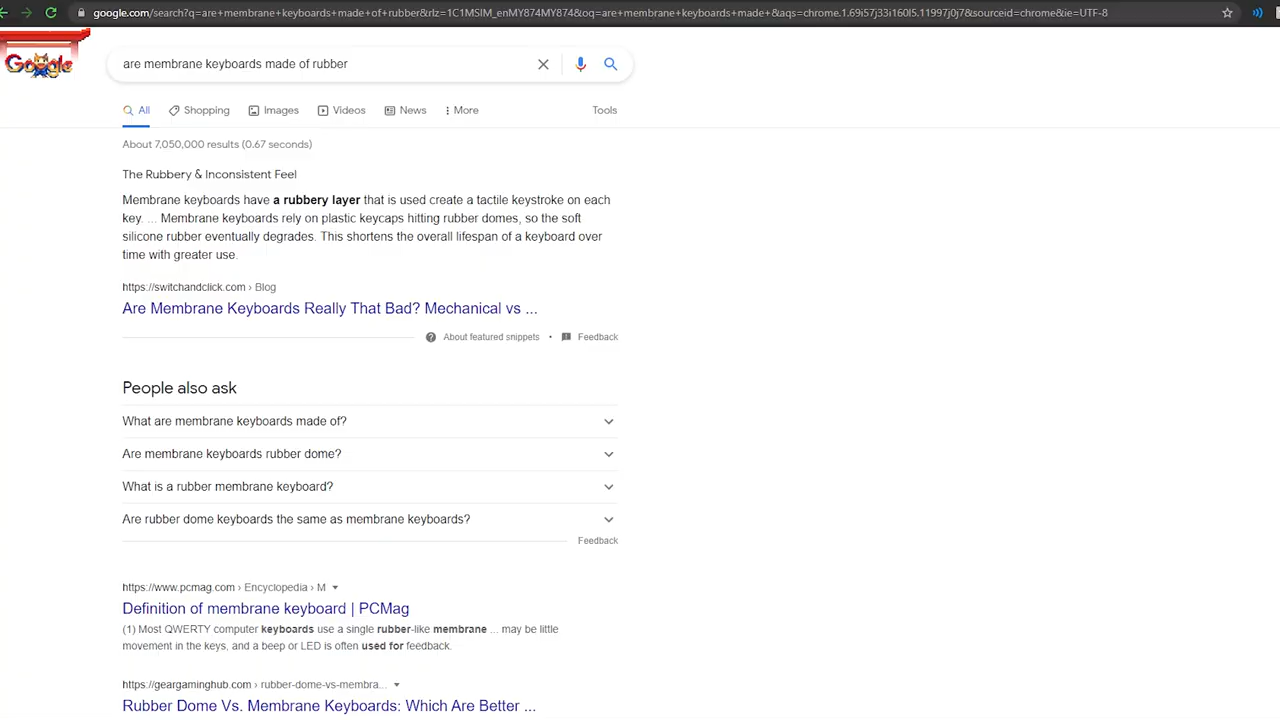 google.com/search?q=are+membrane+keyboards+made+of+rubber&rlz=1C1MSIM_enMY874MY874&oq=are+membrane+keyboards+made+&aqs=chrome.1.69i57j33i160l5.11997j0j7&sourceid=chrome&ie=UTF-8
Google
are membrane keyboards made of rubber
All Shopping Images Videos News More Tools
About 7,050,000 results (0.67 seconds)
The Rubbery & Inconsistent Feel
Membrane keyboards have a rubbery layer that is used create a tactile keystroke on each
key. ... Membrane keyboards rely on plastic keycaps hitting rubber domes, so the soft
silicone rubber eventually degrades. This shortens the overall lifespan of a keyboard over
time with greater use.
https://switchandclick.com › Blog
Are Membrane Keyboards Really That Bad? Mechanical vs ...
About featured snippets • Feedback
People also ask
What are membrane keyboards made of?
Are membrane keyboards rubber dome?
What is a rubber membrane keyboard?
Are rubber dome keyboards the same as membrane keyboards?
Feedback
https://www.pcmag.com › Encyclopedia › M
Definition of membrane keyboard | PCMag
(1) Most QWERTY computer keyboards use a single rubber-like membrane ... may be little
movement in the keys, and a beep or LED is often used for feedback.
https://geargaminghub.com › rubber-dome-vs-membra...
Rubber Dome Vs. Membrane Keyboards: Which Are Better ...